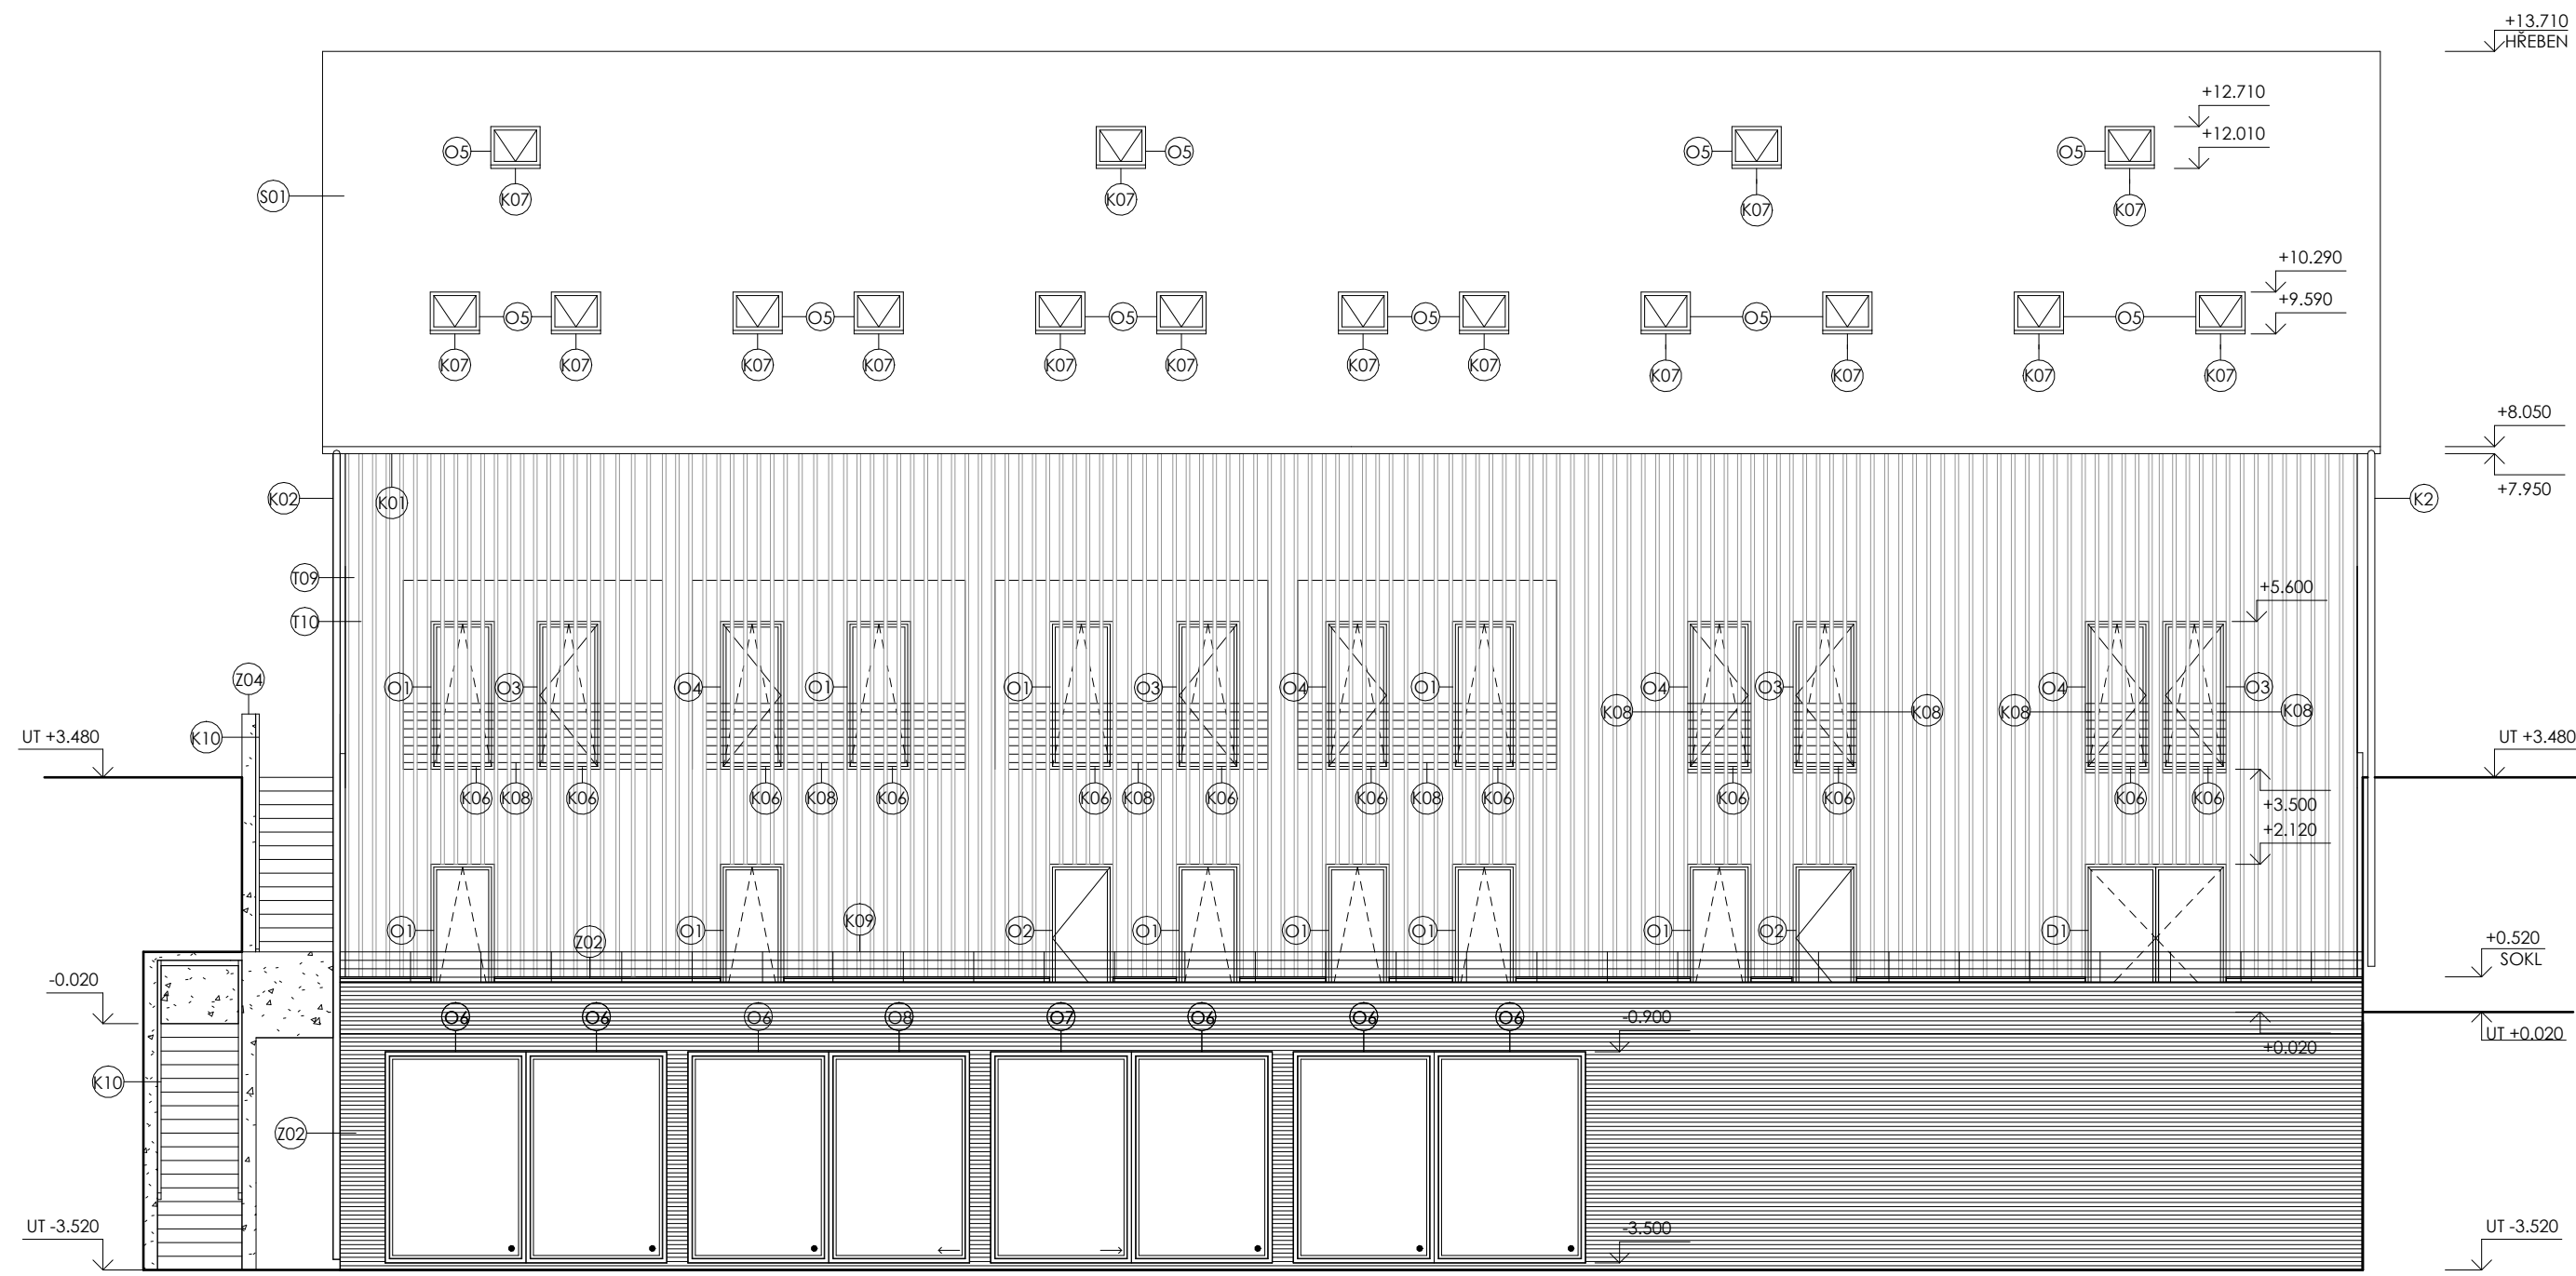 +13.710
HŘEBEN
+12.710
O5 O5 O5 O5
+12.010
S01 K07 K07 K07 K07
+10.290
+9.590
O5 O5 O5 O5 O5 O5
K07 K07 K07 K07 K07 K07 K07 K07 K07 K07 K07 K07
+8.050
+7.950
K02 K01 K2
T09
+5.600
T10
Z04
O1 O3 O4 O1 O1 O3 O4 O1 O4 O3 O4 O3
K08 K08 K08 K08
UT +3.480 K10 UT +3.480
K06 K08 K06 K06 K08 K06 K06 K08 K06 K06 K08 K06 K06 K06 K06 K06
+3.500
+2.120
K09
O1 O1 O2 O1 O1 O1 O1 O2 D1
Z02
+0.520
SOKL
-0.020
O6 O6 O6 O8 O7 O6 O6 O6 -0.900
UT +0.020
+0.020
K10
Z02
UT -3.520 -3.500 UT -3.520